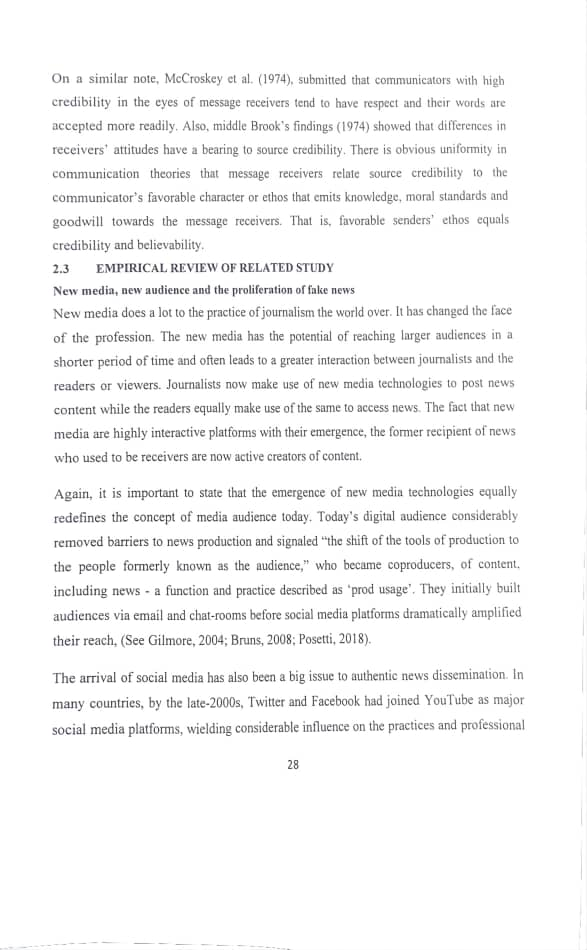 On a similar note, McCroskey et al. (1974), submitted that communicators with high
credibility in the eyes of message receivers tend to have respect and their words are
accepted more readily. Also, middle Brook's findings (1974) showed that differences in
receivers' attitudes have a bearing to source credibility. There is obvious uniformity in
communication theories that message receivers relate source credibility to the
communicator's favorable character or ethos that emits knowledge, moral standards and
goodwill towards the message receivers. That is, favorable senders' ethos equals
credibility and believability.
2.3 EMPIRICAL REVIEW OF RELATED STUDY
New media, new audience and the proliferation of fake news
New media does a lot to the practice of journalism the world over. It has changed the face
of the profession. The new media has the potential of reaching larger audiences in a
shorter period of time and often leads to a greater interaction between journalists and the
readers or viewers. Journalists now make use of new media technologies to post news
content while the readers equally make use of the same to access news. The fact that new
media are highly interactive platforms with their emergence, the former recipient of news
who used to be receivers are now active creators of content.
Again, it is important to state that the emergence of new media technologies equally
redefines the concept of media audience today. Today's digital audience considerably
removed barriers to news production and signaled "the shift of the tools of production to
the people formerly known as the audience," who became coproducers, of content,
including news - a function and practice described as 'prod usage'. They initially built
audiences via email and chat-rooms before social media platforms dramatically amplified
their reach, (See Gilmore, 2004; Bruns, 2008; Posetti, 2018).
The arrival of social media has also been a big issue to authentic news dissemination. In
many countries, by the late-2000s, Twitter and Facebook had joined YouTube as major
social media platforms, wielding considerable influence on the practices and professional
28